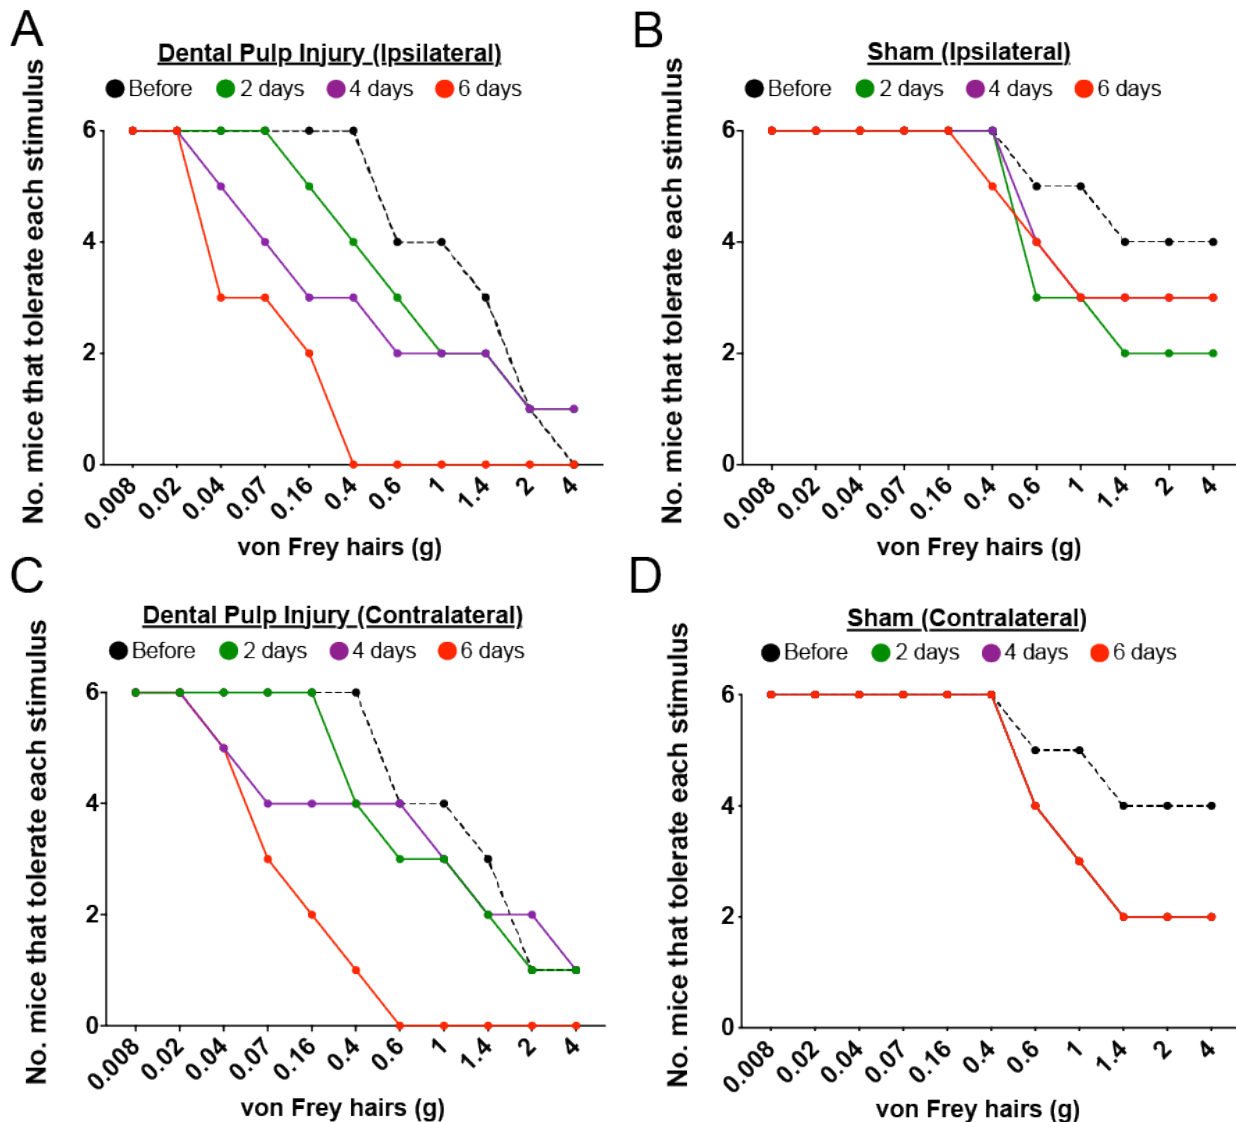 A
Dental Pulp Injury (Ipsilateral)
Before 2 days 4 days 6 days
No. mice that tolerate each stimulus
6
4
2
0
0.008 0.02 0.04 0.07 0.16 0.4 0.6 1 1.4 2 4
von Frey hairs (g)
B
Sham (Ipsilateral)
Before 2 days 4 days 6 days
No. mice that tolerate each stimulus
6
4
2
0
0.008 0.02 0.04 0.07 0.16 0.4 0.6 1 1.4 2 4
von Frey hairs (g)
C
Dental Pulp Injury (Contralateral)
Before 2 days 4 days 6 days
No. mice that tolerate each stimulus
6
4
2
0
0.008 0.02 0.04 0.07 0.16 0.4 0.6 1 1.4 2 4
von Frey hairs (g)
D
Sham (Contralateral)
Before 2 days 4 days 6 days
No. mice that tolerate each stimulus
6
4
2
0
0.008 0.02 0.04 0.07 0.16 0.4 0.6 1 1.4 2 4
von Frey hairs (g)